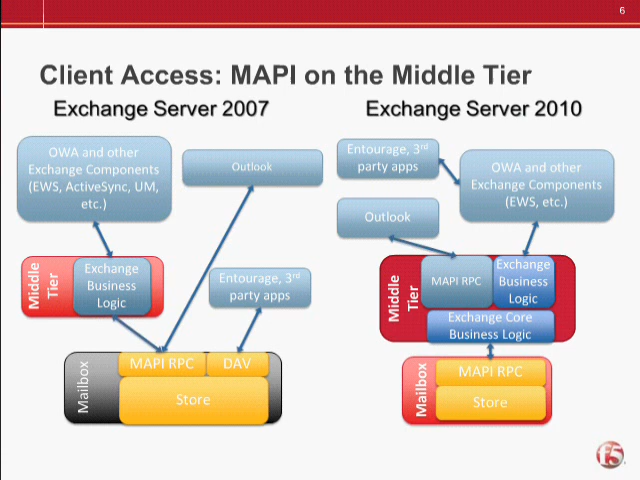 6
Client Access: MAPI on the Middle Tier
Exchange Server 2007
OWA and other
Exchange Components
(EWS, ActiveSync, UM,
etc.)
Outlook
Middle
Tier
Exchange
Business
Logic
Entourage, 3rd
party apps
Mailbox
MAPI RPC
DAV
Store
Exchange Server 2010
Entourage, 3rd
party apps
OWA and other
Exchange Components
(EWS, etc.)
Outlook
Middle
Tier
MAPI RPC
Exchange
Business
Logic
Exchange Core
Business Logic
Mailbox
MAPI RPC
Store
f5